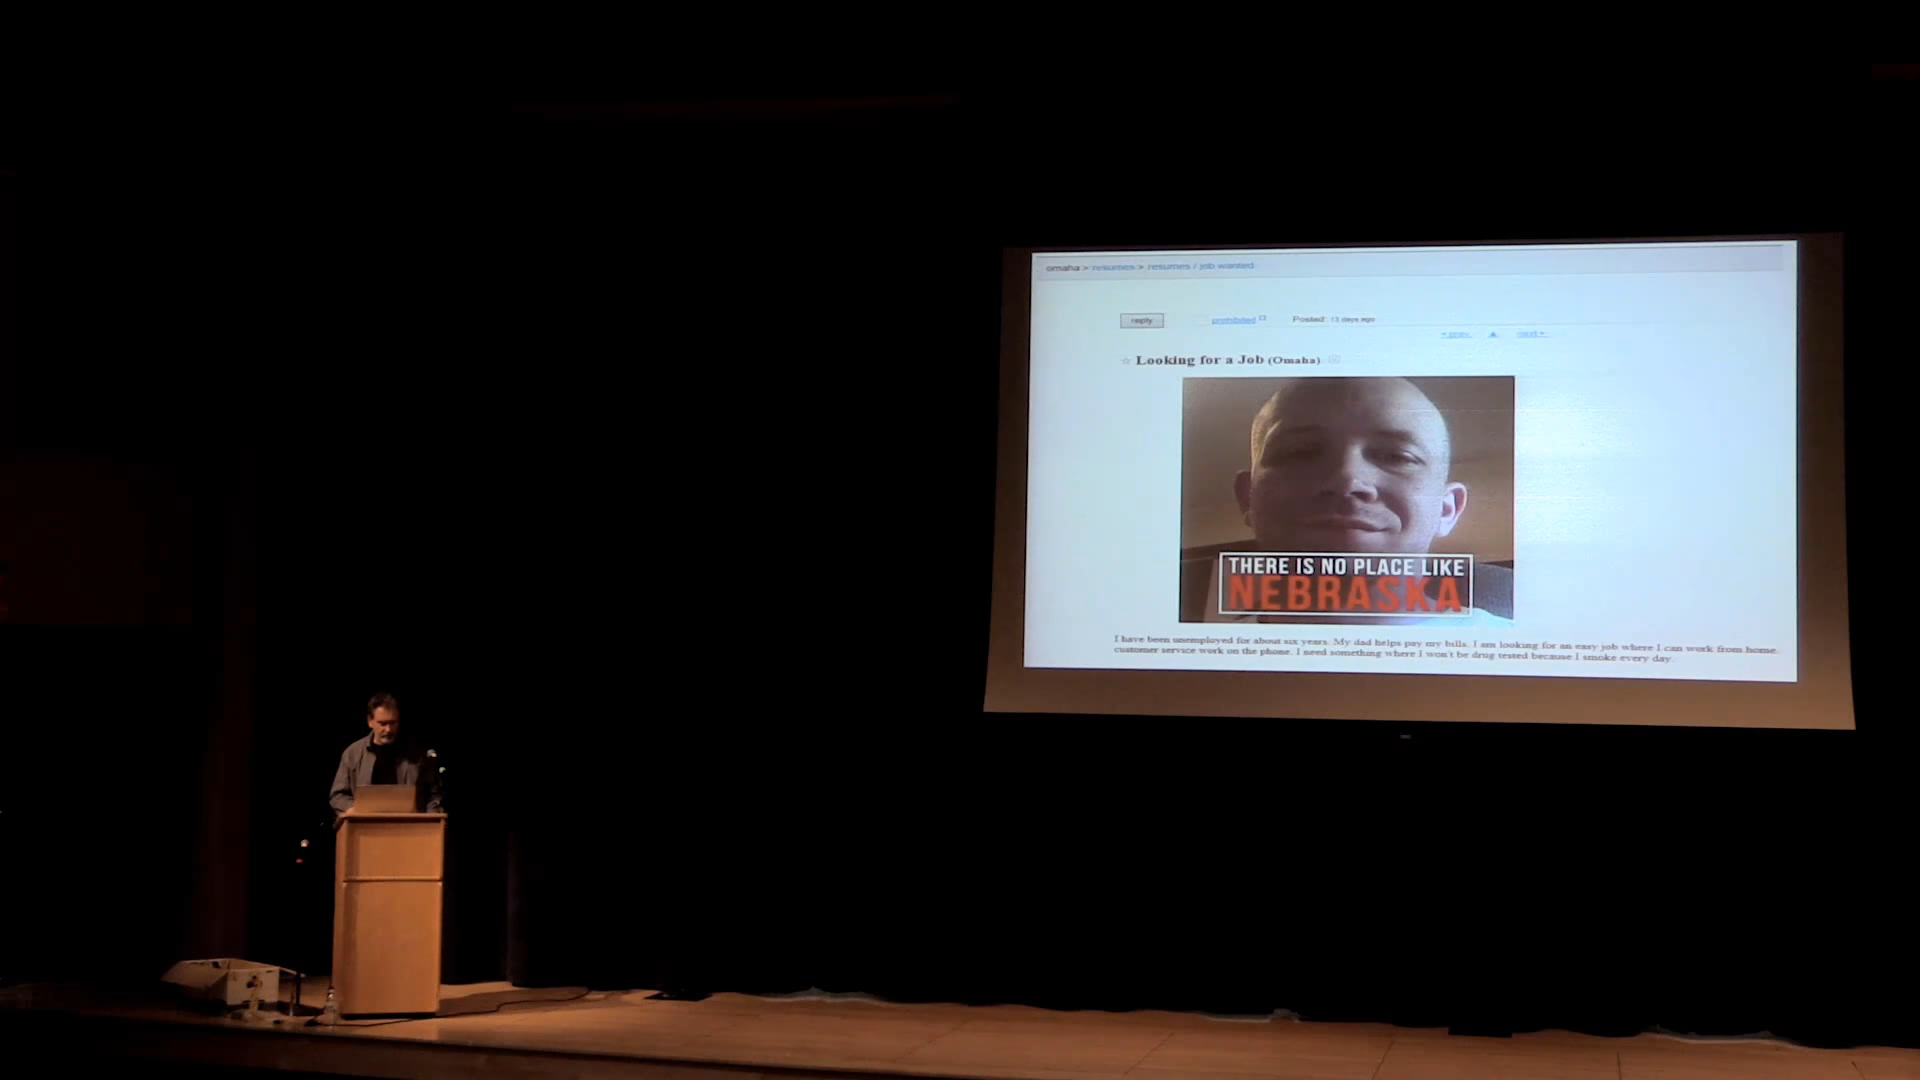 omaha > resumes > resumes / job wanted
reply prohibited Posted: 13 days ago
◂ prev ▲ next ▸
☆ Looking for a Job (Omaha)
THERE IS NO PLACE LIKE
NEBRASKA
I have been unemployed for about six years. My dad helps pay my bills. I am looking for an easy job where I can work from home.
customer service work on the phone. I need something where I won't be drug tested because I smoke every day.